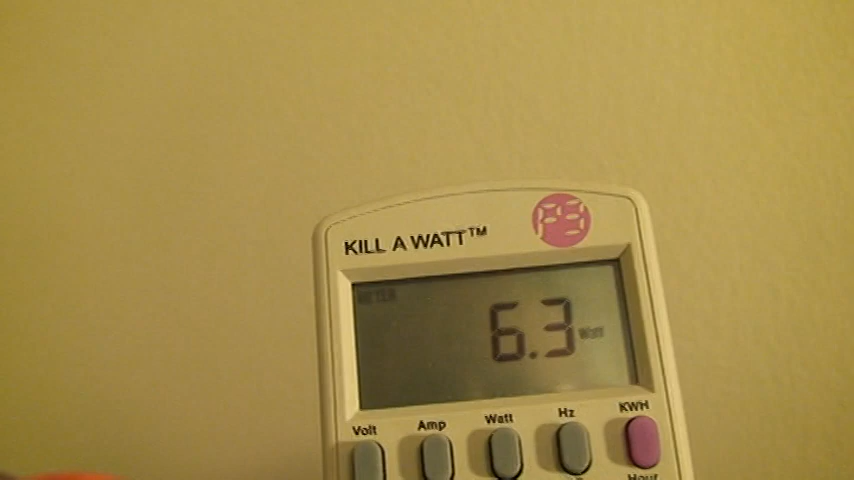 KILL A WATT™
P3
METER
6.3 Watt
Volt Amp Watt Hz KWH
Hour